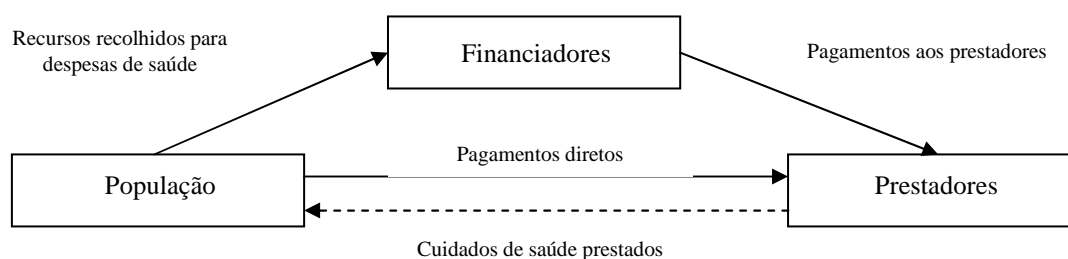 Recursos recolhidos para
despesas de saúde
Financiadores
Pagamentos aos prestadores
Pagamentos diretos
População
Prestadores
Cuidados de saúde prestados